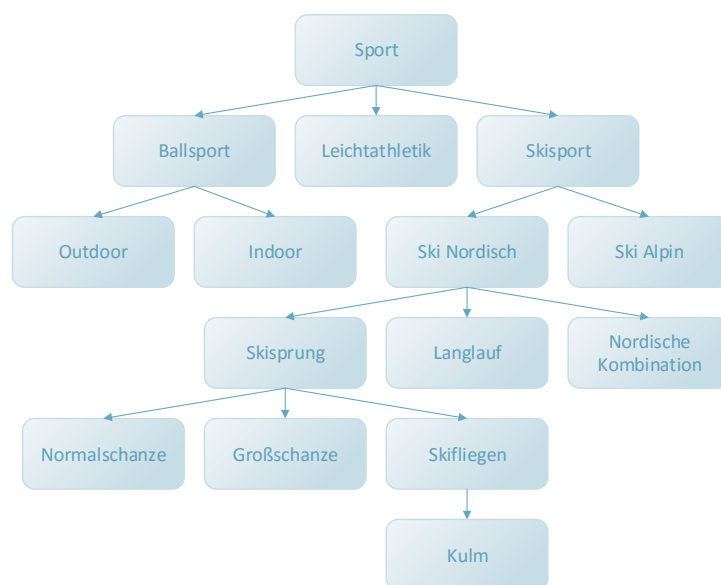 Sport
Ballsport
Leichtathletik
Skisport
Outdoor
Indoor
Ski Nordisch
Ski Alpin
Skisprung
Langlauf
Nordische
Kombination
Normalschanze
Großschanze
Skifliegen
Kulm